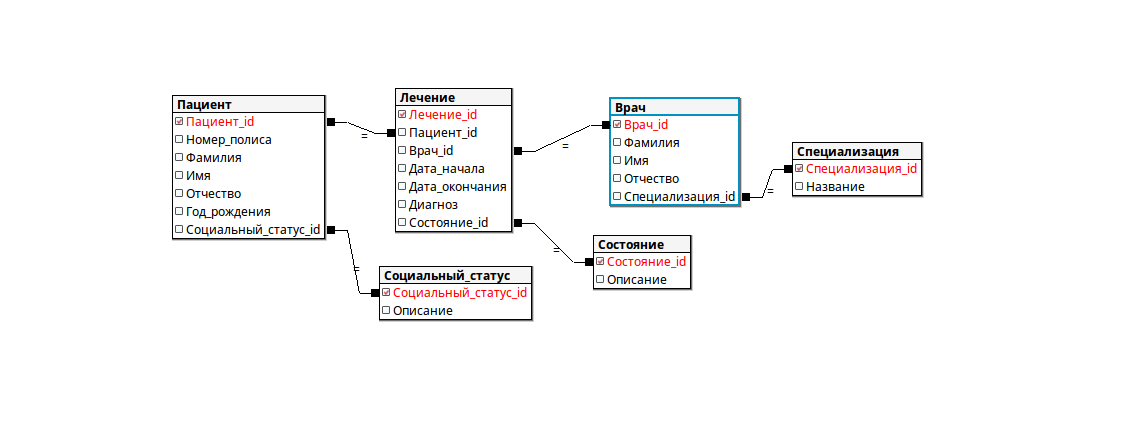 Пациент
Пациент_id
Номер_полиса
Фамилия
Имя
Отчество
Год_рождения
Социальный_статус_id
=
=
Лечение
Лечение_id
Пациент_id
Врач_id
Дата_начала
Дата_окончания
Диагноз
Состояние_id
=
=
Социальный_статус
Социальный_статус_id
Описание
Врач
Врач_id
Фамилия
Имя
Отчество
Специализация_id
=
Состояние
Состояние_id
Описание
Специализация
Специализация_id
Название